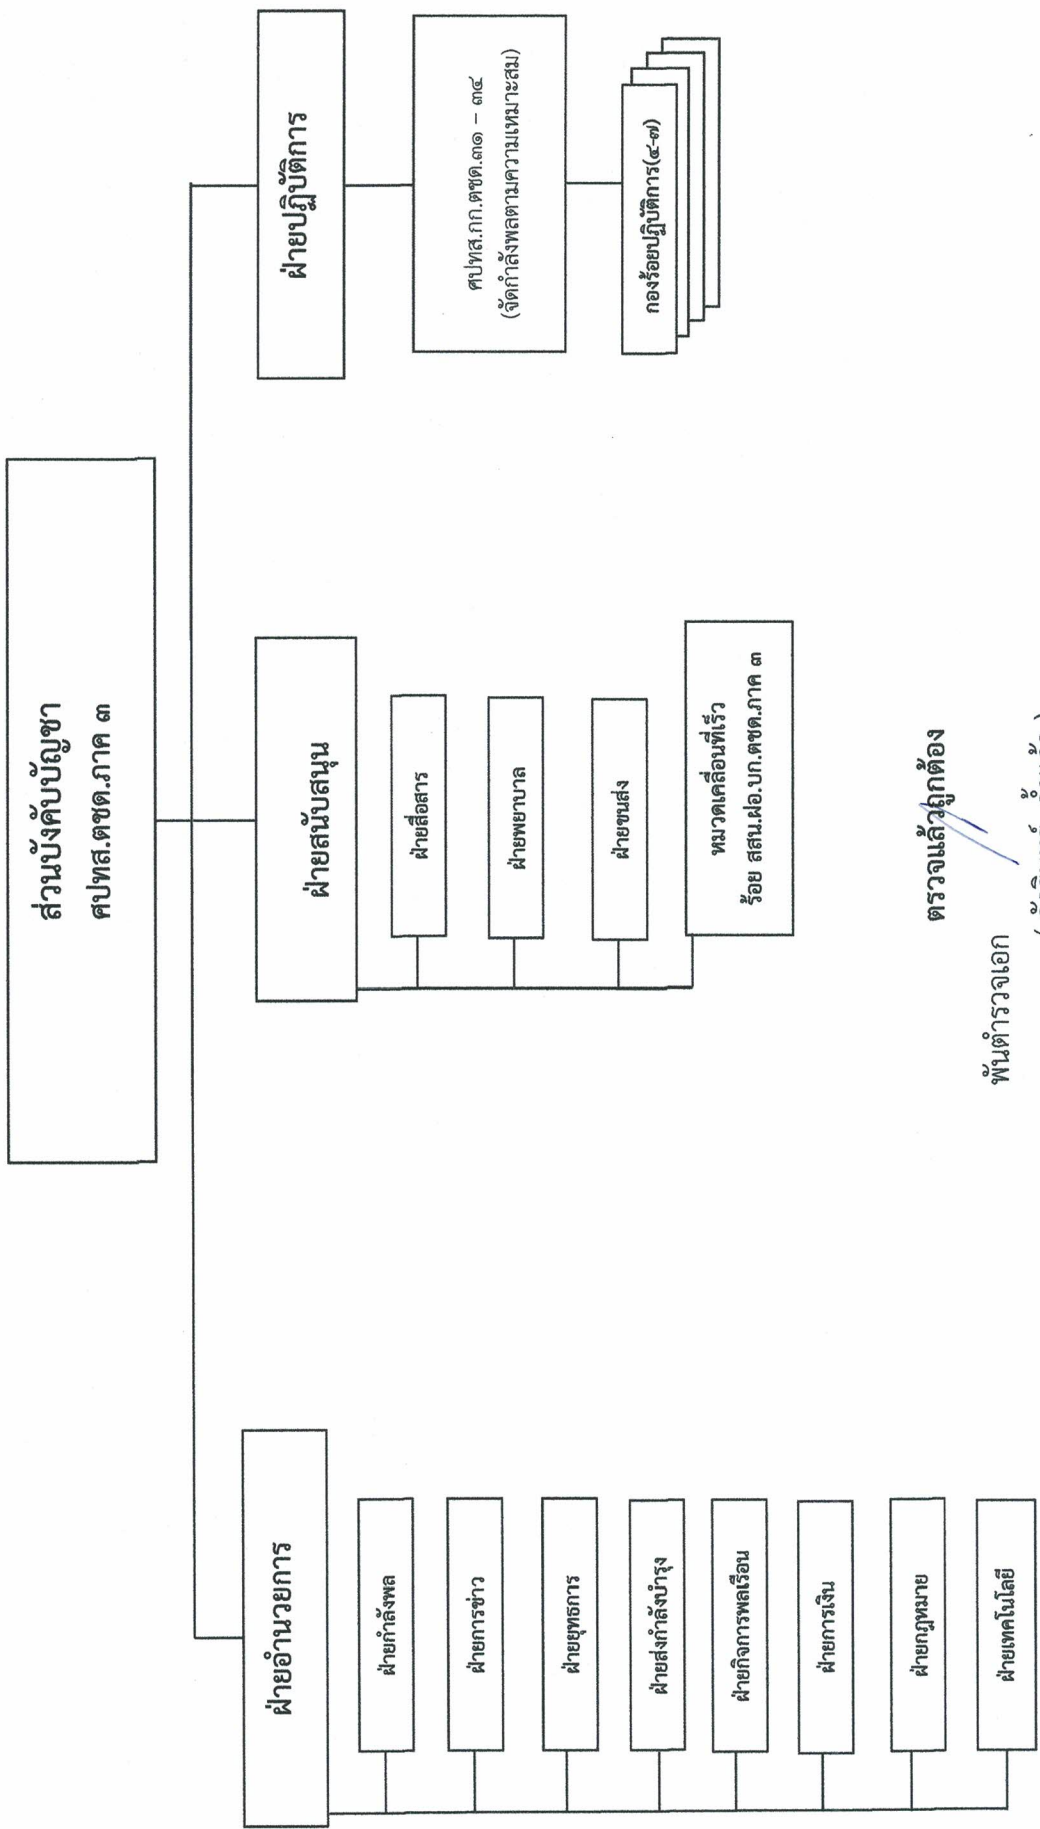 ส่วนบังคับบัญชา
ศปทส.ตชด.ภาค ๓
ฝ่ายอำนวยการ
ฝ่ายกำลังพล
ฝ่ายการข่าว
ฝ่ายยุทธการ
ฝ่ายส่งกำลังบำรุง
ฝ่ายกิจการพลเรือน
ฝ่ายการเงิน
ฝ่ายกฎหมาย
ฝ่ายเทคโนโลยี
ฝ่ายสนับสนุน
ฝ่ายสื่อสาร
ฝ่ายพยาบาล
ฝ่ายขนส่ง
หมวดเคลื่อนที่เร็ว
ร้อย สสน.ฝอ.บก.ตชด.ภาค ๓
ฝ่ายปฏิบัติการ
ศปทส.กก.ตชด.๓๑ – ๓๔
(จัดกำลังพลตามความเหมาะสม)
กองร้อยปฏิบัติการ(๔-๗)
ตรวจแล้วถูกต้อง
พันตำรวจเอก